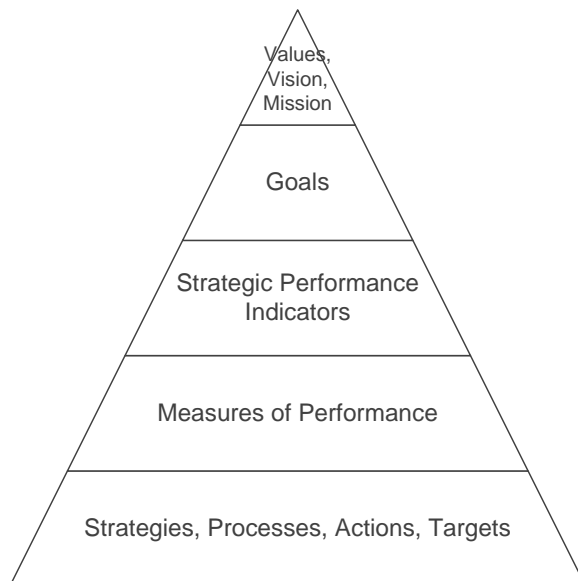 Values,
Vision,
Mission
Goals
Strategic Performance
Indicators
Measures of Performance
Strategies, Processes, Actions, Targets